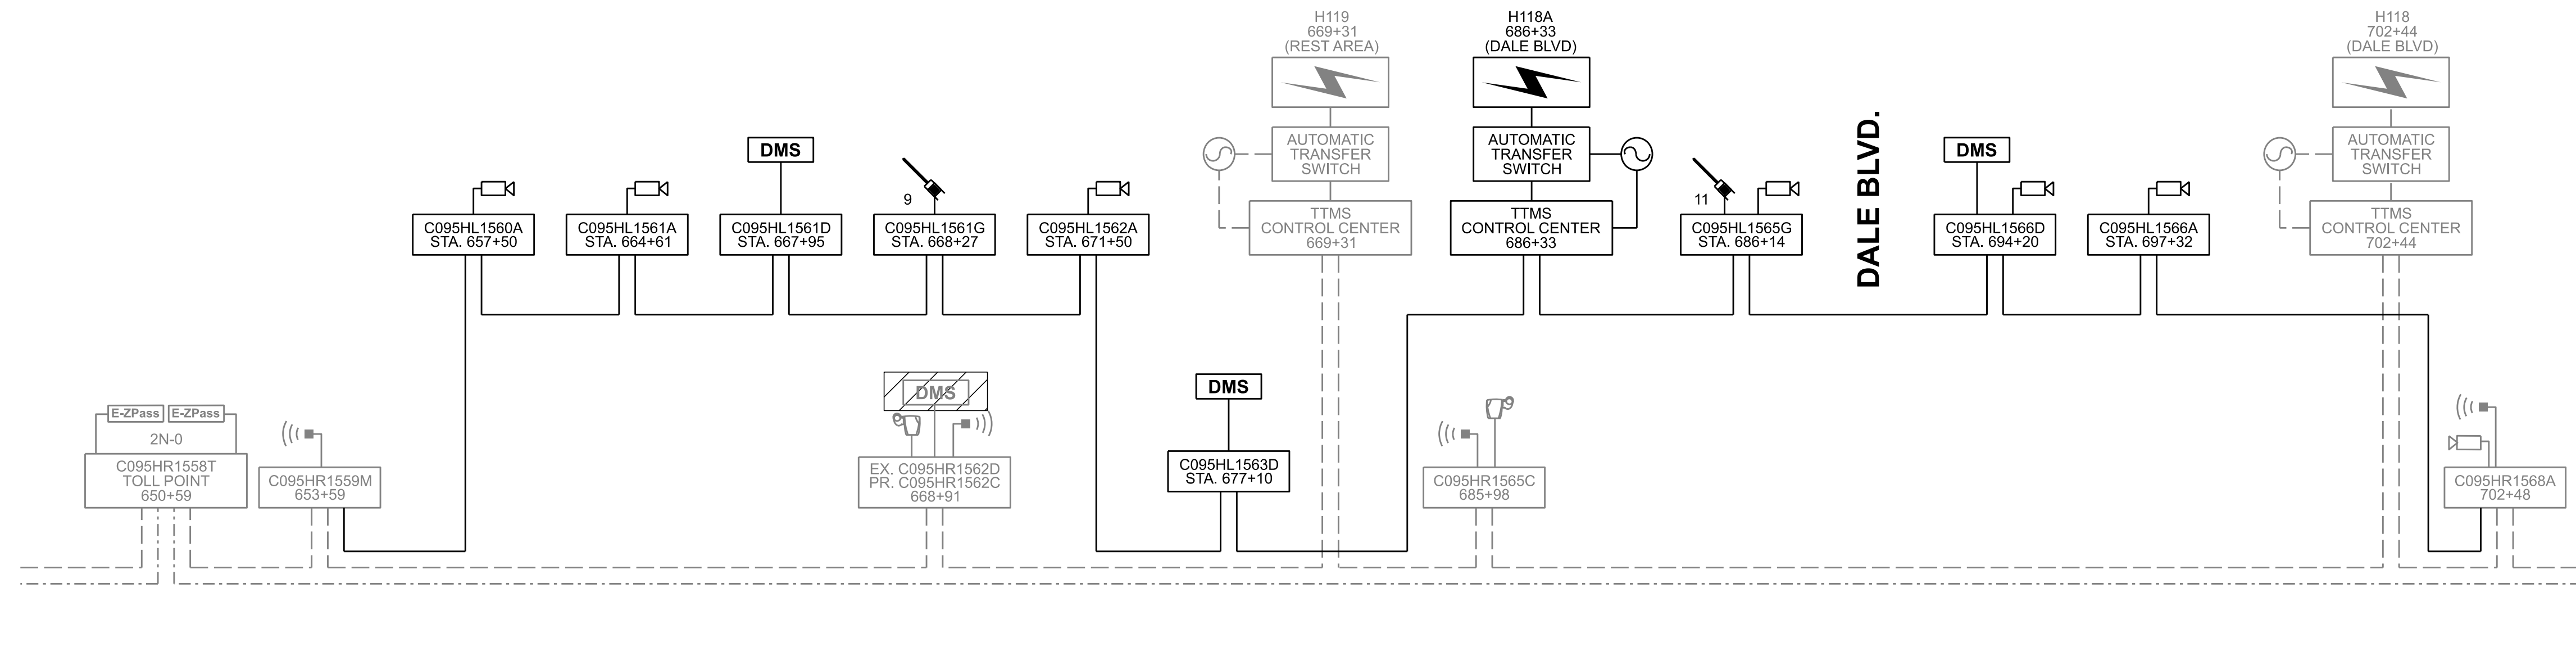 H119
669+31
(REST AREA)
H118A
686+33
(DALE BLVD)
H118
702+44
(DALE BLVD)
DMS
AUTOMATIC
TRANSFER
SWITCH
AUTOMATIC
TRANSFER
SWITCH
DALE BLVD.
DMS
AUTOMATIC
TRANSFER
SWITCH
9
11
C095HL1560A
STA. 657+50
C095HL1561A
STA. 664+61
C095HL1561D
STA. 667+95
C095HL1561G
STA. 668+27
C095HL1562A
STA. 671+50
TTMS
CONTROL CENTER
669+31
TTMS
CONTROL CENTER
686+33
C095HL1565G
STA. 686+14
C095HL1566D
STA. 694+20
C095HL1566A
STA. 697+32
TTMS
CONTROL CENTER
702+44
E-ZPass E-ZPass
2N-0
DMS
DMS
C095HR1558T
TOLL POINT
650+59
C095HR1559M
653+59
EX. C095HR1562D
PR. C095HR1562C
668+91
C095HL1563D
STA. 677+10
C095HR1565C
685+98
C095HR1568A
702+48